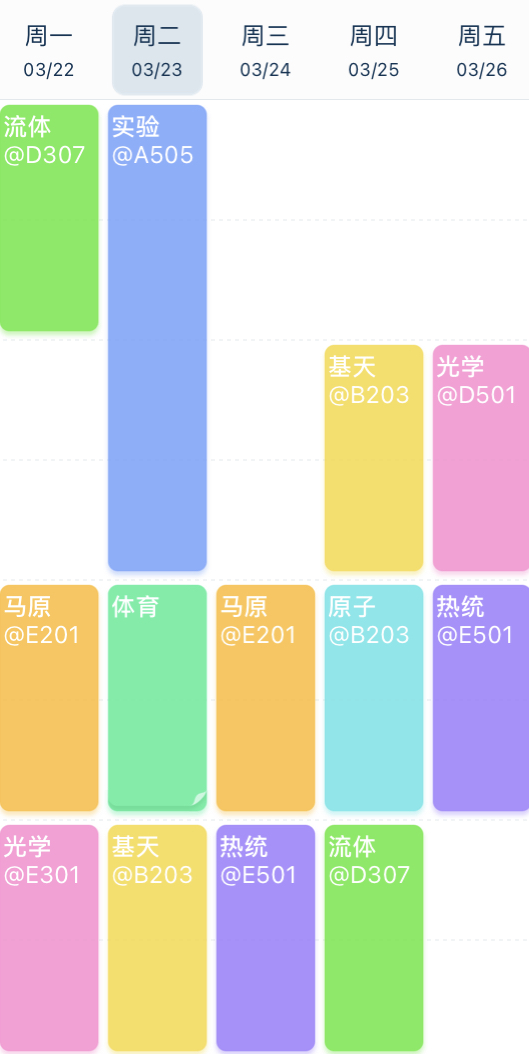 周一
周二
周三
周四
周五
03/22
03/23
03/24
03/25
03/26
流体
@D307
实验
@A505
基天
@B203
光学
@D501
马原
@E201
体育
马原
@E201
原子
@B203
热统
@E501
光学
@E301
基天
@B203
热统
@E501
流体
@D307